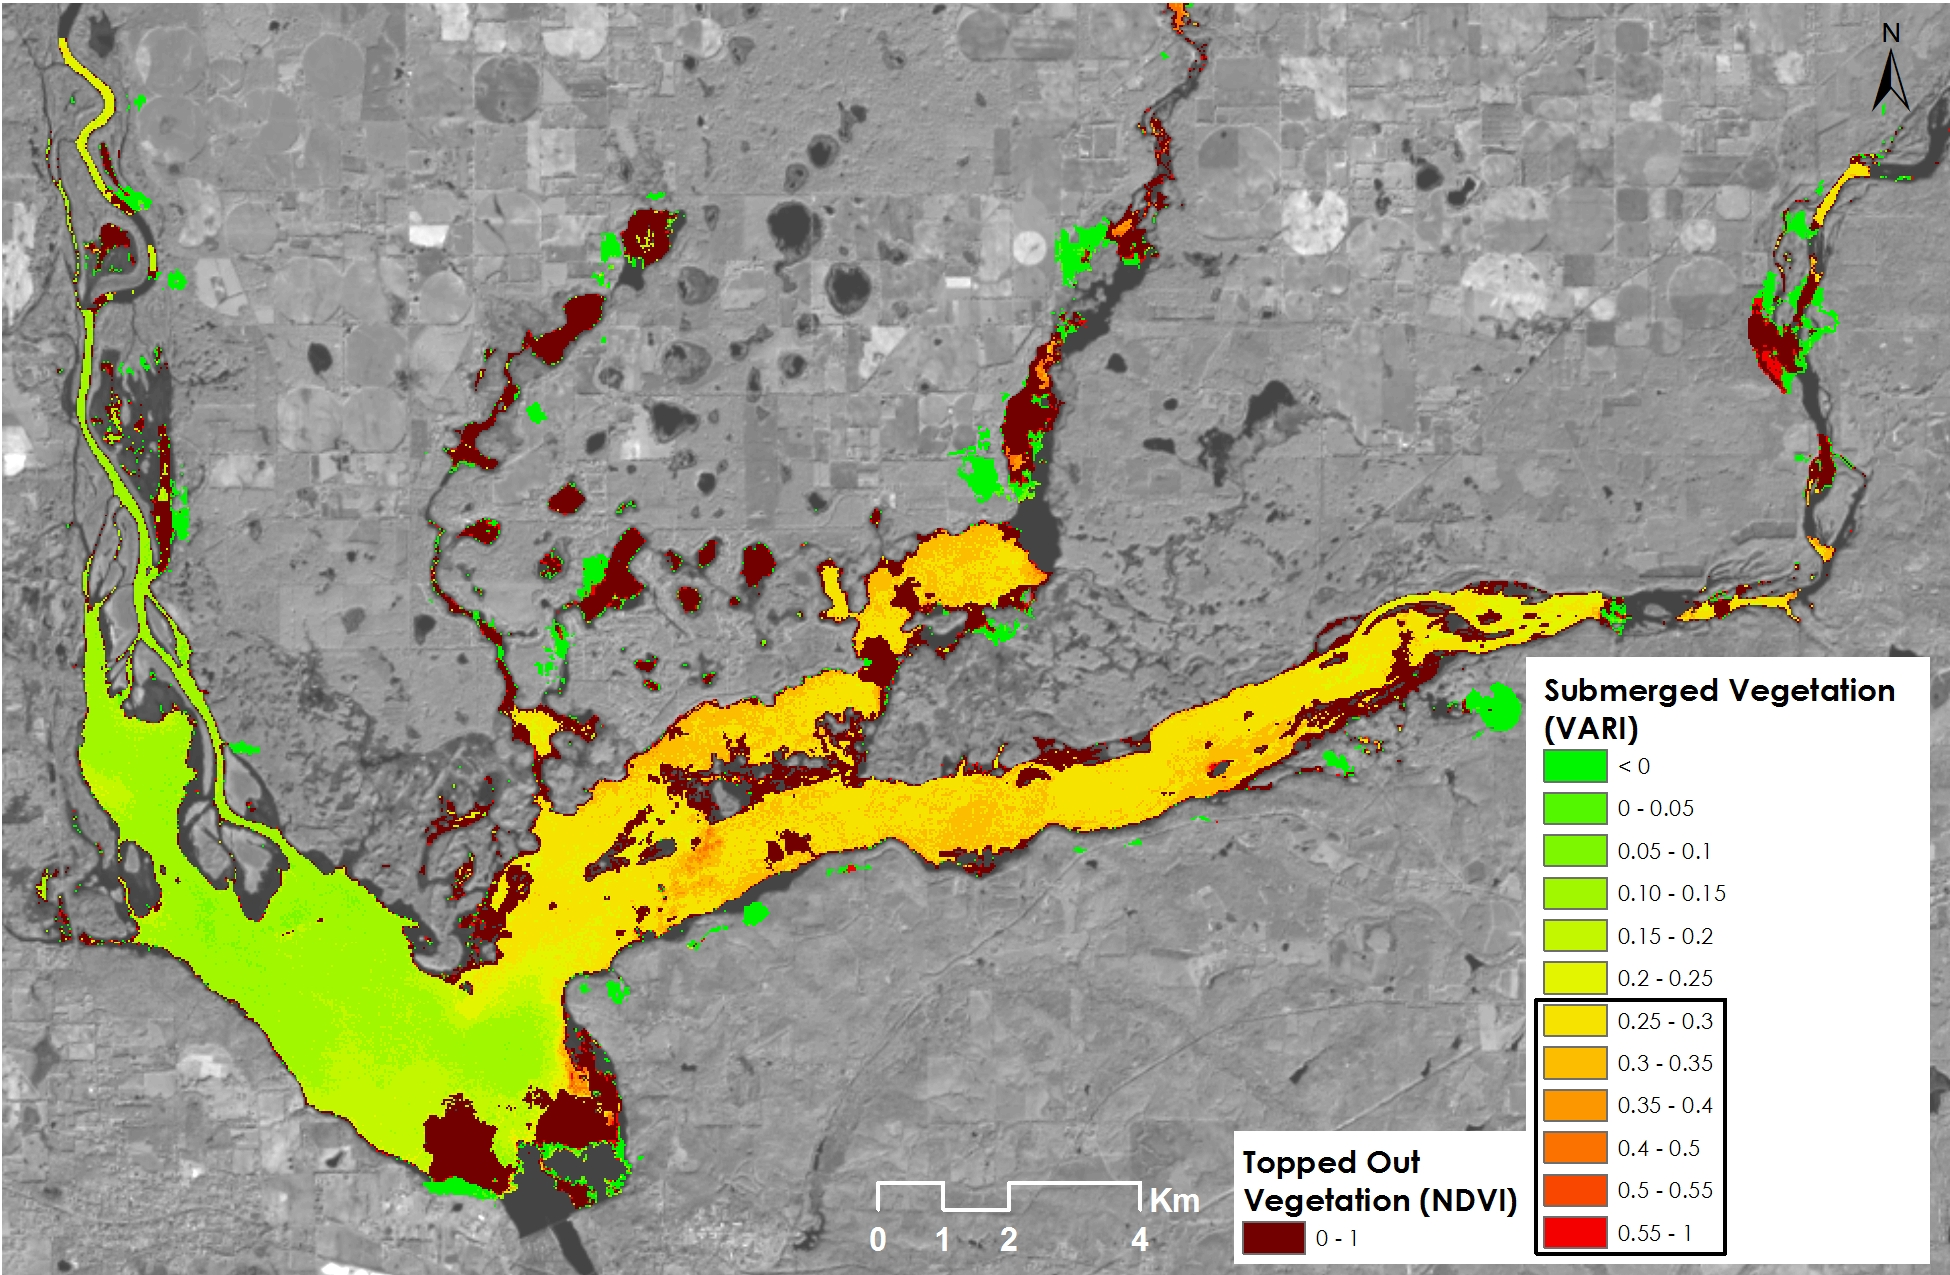 N
Submerged Vegetation
(VARI)
< 0
0 - 0.05
0.05 - 0.1
0.10 - 0.15
0.15 - 0.2
0.2 - 0.25
0.25 - 0.3
0.3 - 0.35
0.35 - 0.4
0.4 - 0.5
0.5 - 0.55
0.55 - 1
Topped Out
Vegetation (NDVI)
0 - 1
Km
0 1 2 4